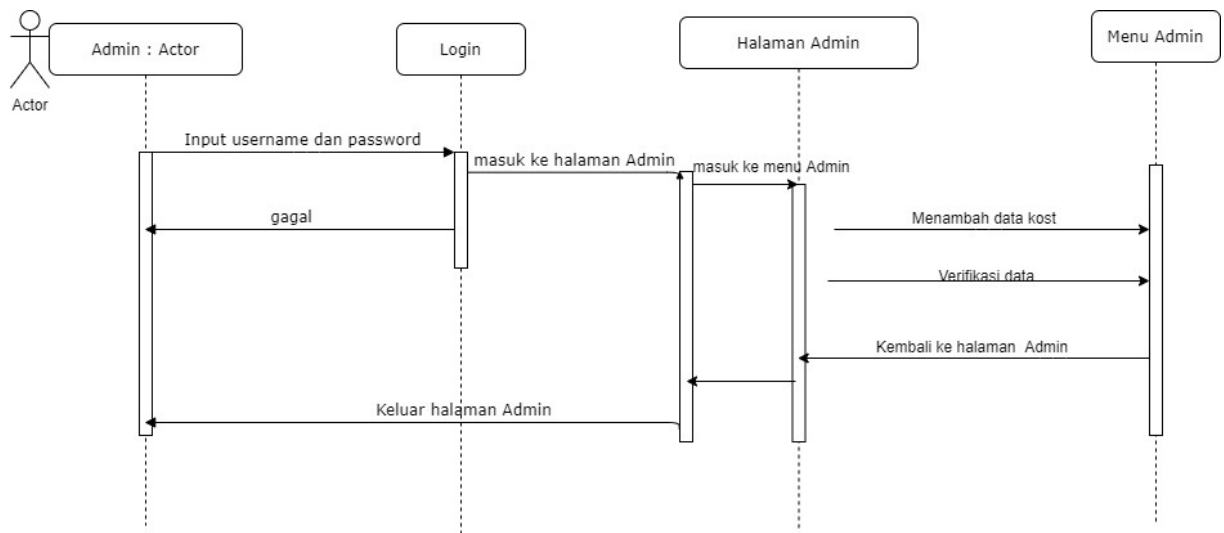 Actor
Admin : Actor
Login
Halaman Admin
Menu Admin
Input username dan password
masuk ke halaman Admin
masuk ke menu Admin
gagal
Menambah data kost
Verifikasi data
Kembali ke halaman Admin
Keluar halaman Admin